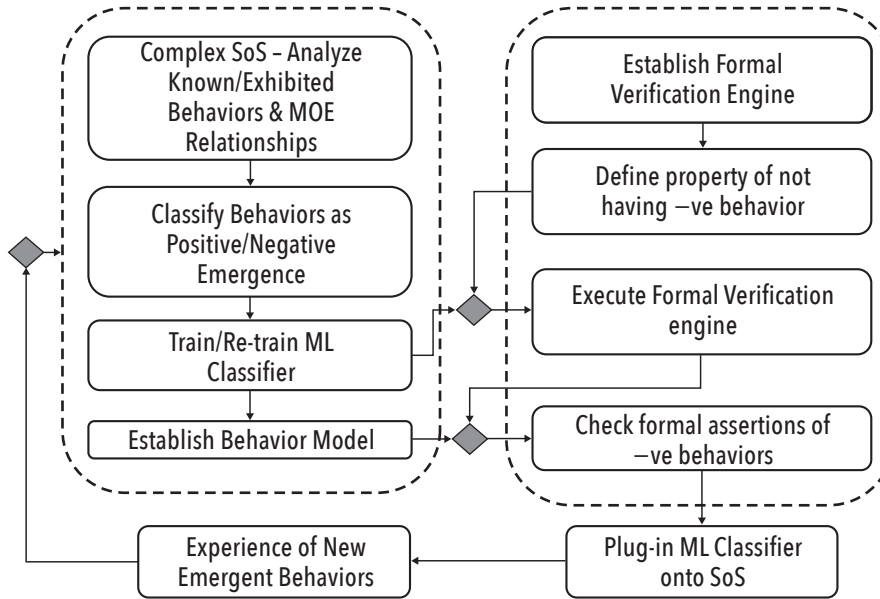 Complex SoS – Analyze
Known/Exhibited
Behaviors & MOE
Relationships
Classify Behaviors as
Positive/Negative
Emergence
Train/Re-train ML
Classifier
Establish Behavior Model
Establish Formal
Verification Engine
Define property of not
having –ve behavior
Execute Formal Verification
engine
Check formal assertions of
–ve behaviors
Plug-in ML Classifier
onto SoS
Experience of New
Emergent Behaviors